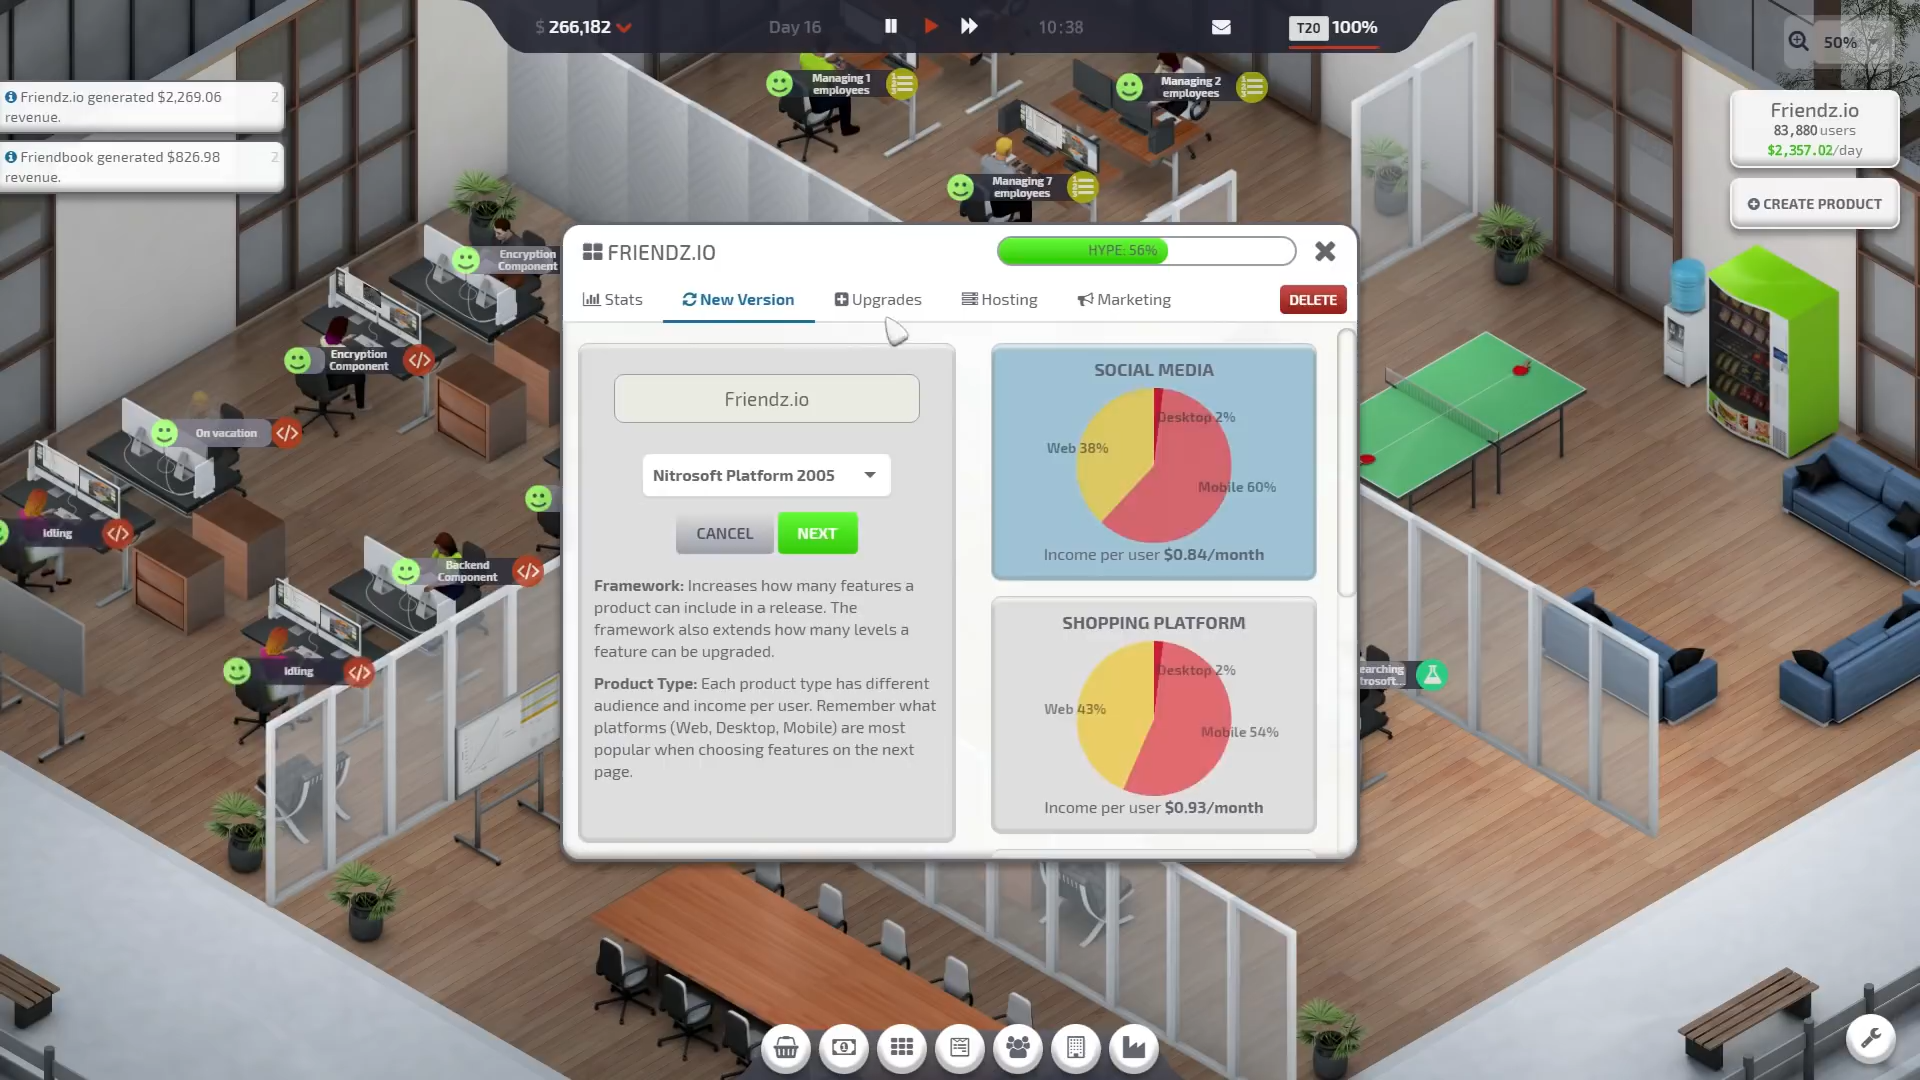 $ 266,182
Day 16
10:38
T20 100%
50%
Friendz.io generated $2,269.06
revenue.
2
Friendbook generated $826.98
revenue.
2
Managing 1
employees
Managing 2
employees
Managing 7
employees
Friendz.io
83,880 users
$2,357.02/day
CREATE PRODUCT
Encryption
Component
Encryption
Component
On vacation
Idling
Backend
Component
Idling
FRIENDZ.IO
HYPE: 56%
Stats
New Version
Upgrades
Hosting
Marketing
DELETE
Friendz.io
Nitrosoft Platform 2005
CANCEL
NEXT
Framework: Increases how many features a
product can include in a release. The
framework also extends how many levels a
feature can be upgraded.
Product Type: Each product type has different
audience and income per user. Remember what
platforms (Web, Desktop, Mobile) are most
popular when choosing features on the next
page.
SOCIAL MEDIA
Desktop 2%
Web 38%
Mobile 60%
Income per user $0.84/month
SHOPPING PLATFORM
Desktop 2%
Web 43%
Mobile 54%
Income per user $0.93/month
earching
trosoft...